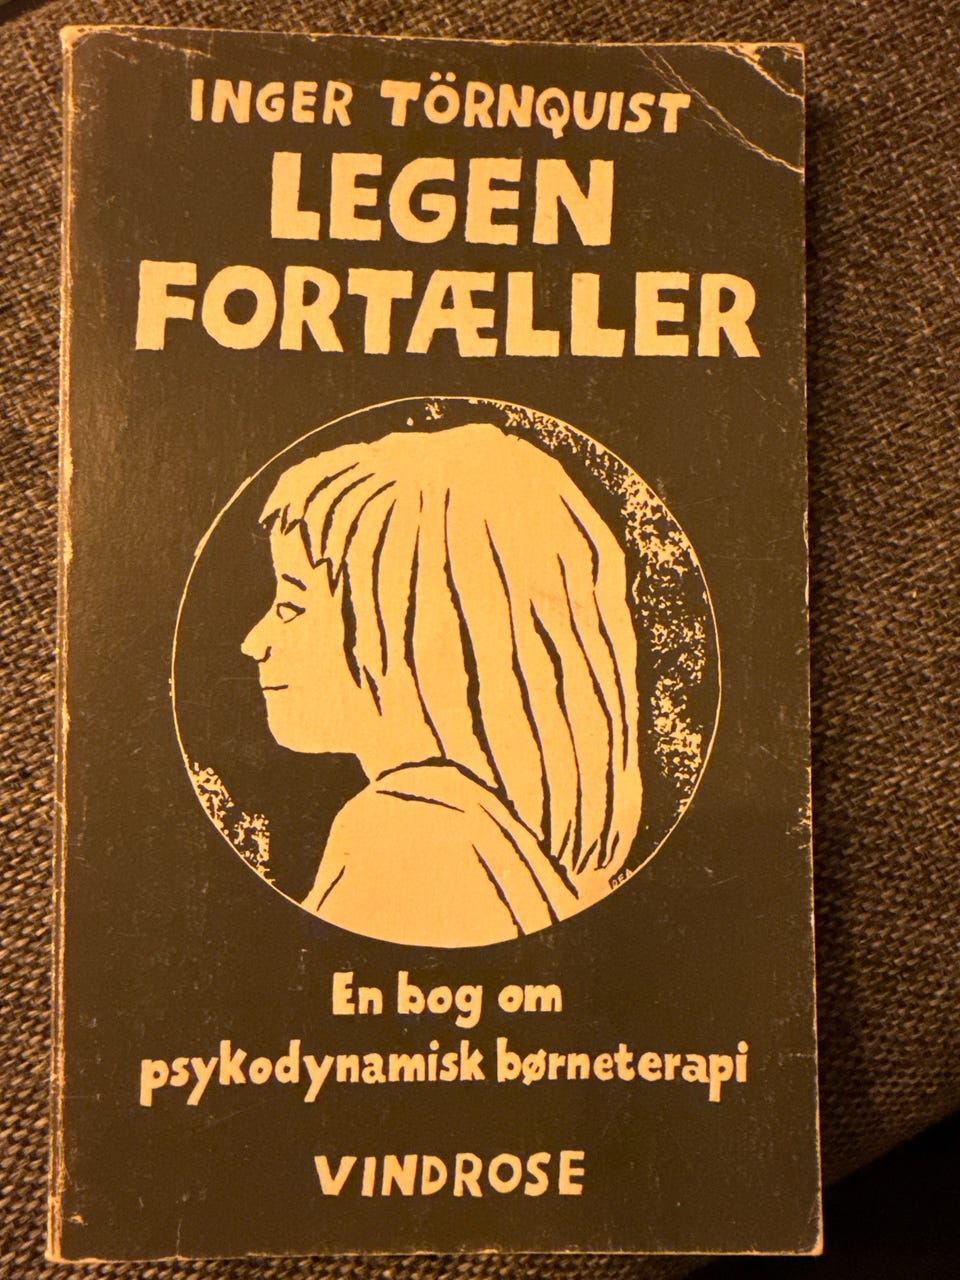 INGER TÖRNQUIST
LEGEN
FORTÆLLER
En bog om
psykodynamisk børneterapi
VINDROSE